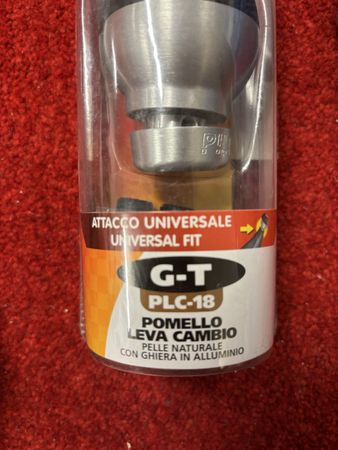 ATTACCO UNIVERSALE
UNIVERSAL FIT
G-T
PLC-18
POMELLO
LEVA CAMBIO
PELLE NATURALE
CON GHIERA IN ALLUMINIO